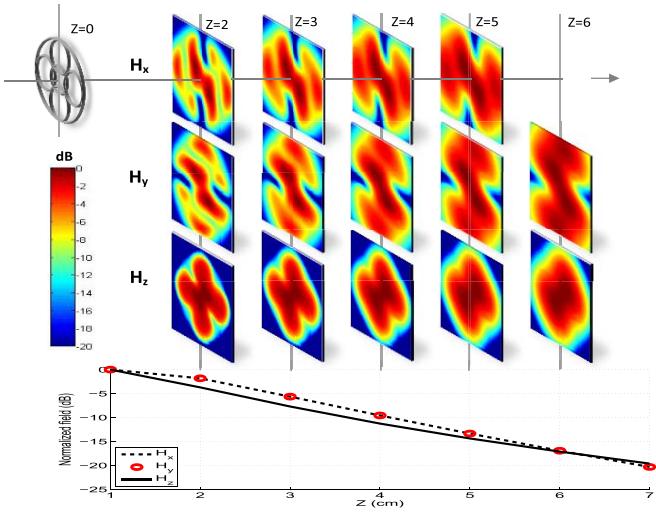 Z=0
Z=2
Z=3
Z=4
Z=5
Z=6
Hx
dB
0
-2
-4
-6
-8
-10
-12
-14
-16
-18
-20
Hy
Hz
Normalized field (dB)
0
−5
−10
−15
−20
−25
Hx
Hy
Hz
1
2
3
4
5
6
7
Z (cm)